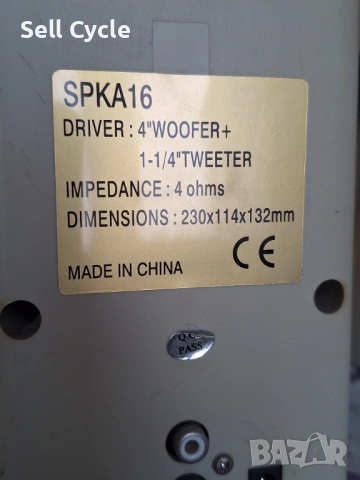 Sell Cycle
SPKA16
DRIVER : 4"WOOFER+
1-1/4"TWEETER
IMPEDANCE : 4 ohms
DIMENSIONS : 230x114x132mm
MADE IN CHINA
CE
Q.C.
PASS
BAZAR